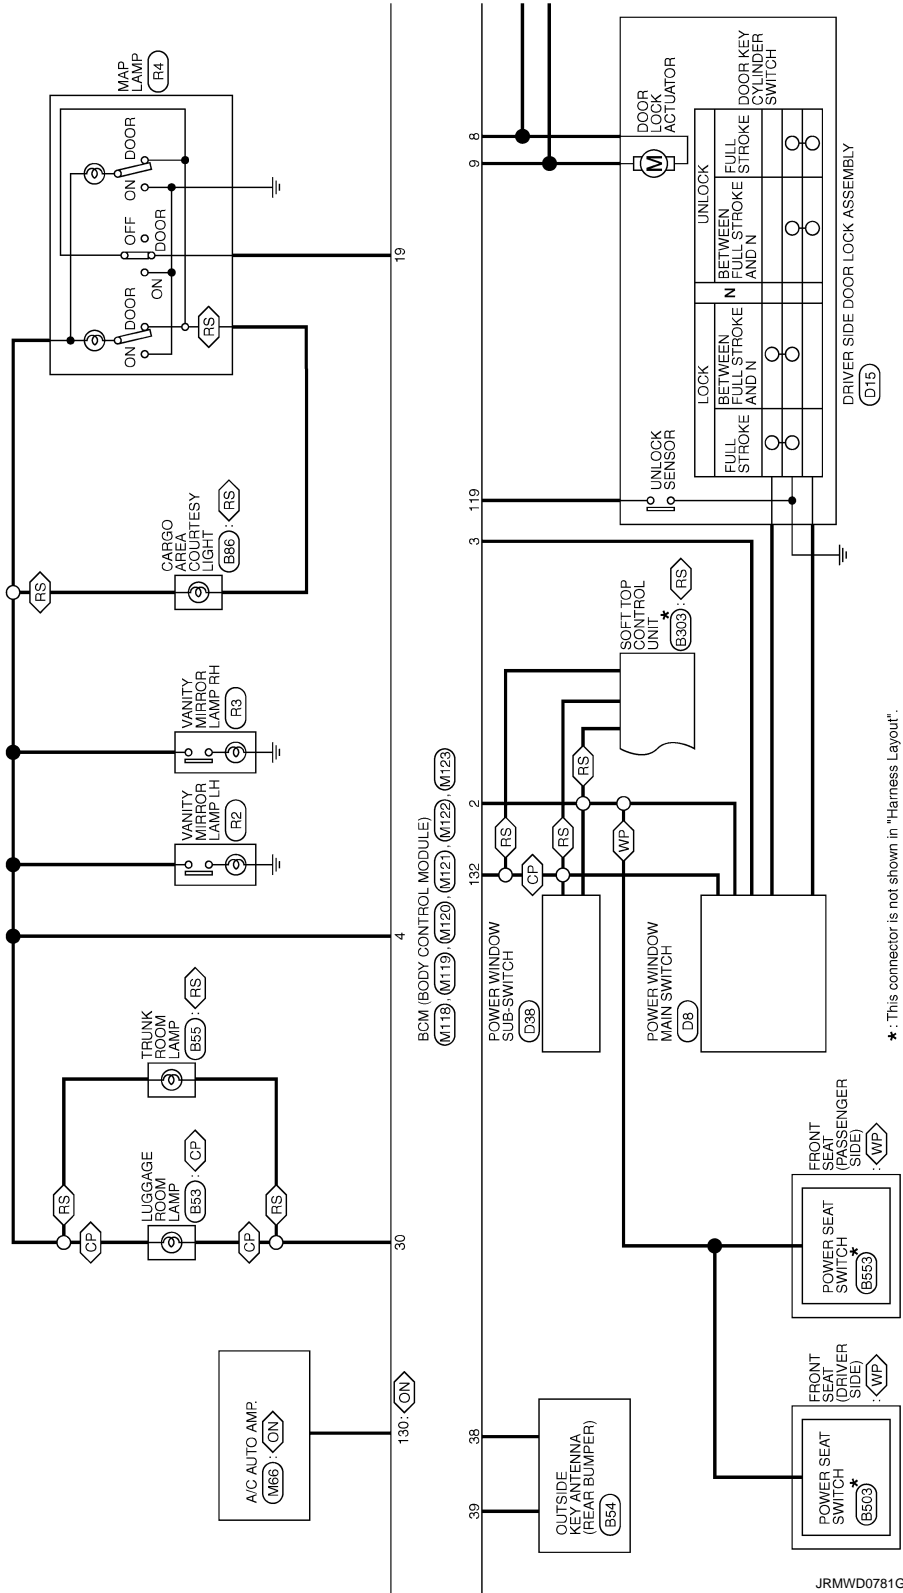 A/C AUTO AMP.
M66 : ON
130: ON
LUGGAGE
ROOM
LAMP
B53 : CP
CP
CP
RS
RS
30
TRUNK
ROOM
LAMP
B55 : RS
4
VANITY
MIRROR
LAMP LH
R2
VANITY
MIRROR
LAMP RH
R3
RS
CARGO
AREA
COURTESY
LIGHT
B86 : RS
MAP
LAMP
R4
ON
DOOR
ON
OFF
DOOR
ON
DOOR
RS
19
BCM (BODY CONTROL MODULE)
M118 , M119 , M120 , M121 , M122 , M123
39
38
132
2
3
119
9
8
OUTSIDE
KEY ANTENNA
(REAR BUMPER)
B54
POWER WINDOW
SUB-SWITCH
D38
CP
RS
RS
RS
WP
SOFT TOP
CONTROL
UNIT *
B303 : RS
POWER WINDOW
MAIN SWITCH
D8
UNLOCK
SENSOR
DOOR
LOCK
ACTUATOR
M
LOCK
N
UNLOCK
FULL
STROKE
BETWEEN
FULL STROKE
AND N
BETWEEN
FULL STROKE
AND N
FULL
STROKE
DOOR KEY
CYLINDER
SWITCH
DRIVER SIDE DOOR LOCK ASSEMBLY
D15
FRONT
SEAT
(DRIVER
SIDE)
: WP
POWER SEAT
SWITCH *
B503
FRONT
SEAT
(PASSENGER
SIDE)
: WP
POWER SEAT
SWITCH *
B553
* : This connector is not shown in "Harness Layout".
JRMWD0781G